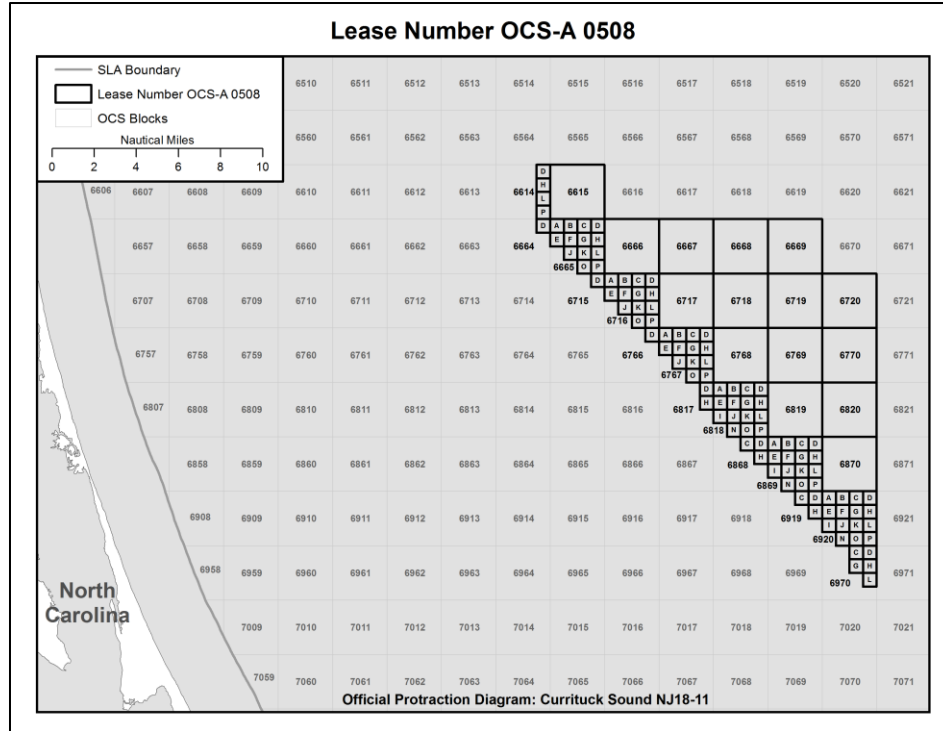 Lease Number OCS-A 0508
SLA Boundary
Lease Number OCS-A 0508
OCS Blocks
Nautical Miles
0 2 4 6 8 10
6510 6511 6512 6513 6514 6515 6516 6517 6518 6519 6520 6521
6560 6561 6562 6563 6564 6565 6566 6567 6568 6569 6570 6571
D
H
6606 6607 6608 6609 6610 6611 6612 6613 6614 6615 6616 6617 6618 6619 6620 6621
L
P
D A B C D
E F G H
6657 6658 6659 6660 6661 6662 6663 6664 6666 6667 6668 6669 6670 6671
J K L
6665 O P
D A B C D
E F G H
6707 6708 6709 6710 6711 6712 6713 6714 6715 6717 6718 6719 6720 6721
J K L
6716 O P
D A B C D
E F G H
6757 6758 6759 6760 6761 6762 6763 6764 6765 6766 6768 6769 6770 6771
J K L
6767 O P
D A B C D
H E F G H
6807 6808 6809 6810 6811 6812 6813 6814 6815 6816 6817 6819 6820 6821
I J K L
6818 N O P
C D A B C D
H E F G H
6858 6859 6860 6861 6862 6863 6864 6865 6866 6867 6868 6870 6871
I J K L
6869 N O P
C D A B C D
H E F G H
6908 6909 6910 6911 6912 6913 6914 6915 6916 6917 6918 6919 6921
I J K L
6920 N O P
C D
G H
6958 6959 6960 6961 6962 6963 6964 6965 6966 6967 6968 6969 6971
6970 L
North
Carolina
7009 7010 7011 7012 7013 7014 7015 7016 7017 7018 7019 7020 7021
7059 7060 7061 7062 7063 7064 7065 7066 7067 7068 7069 7070 7071
Official Protraction Diagram: Currituck Sound NJ18-11